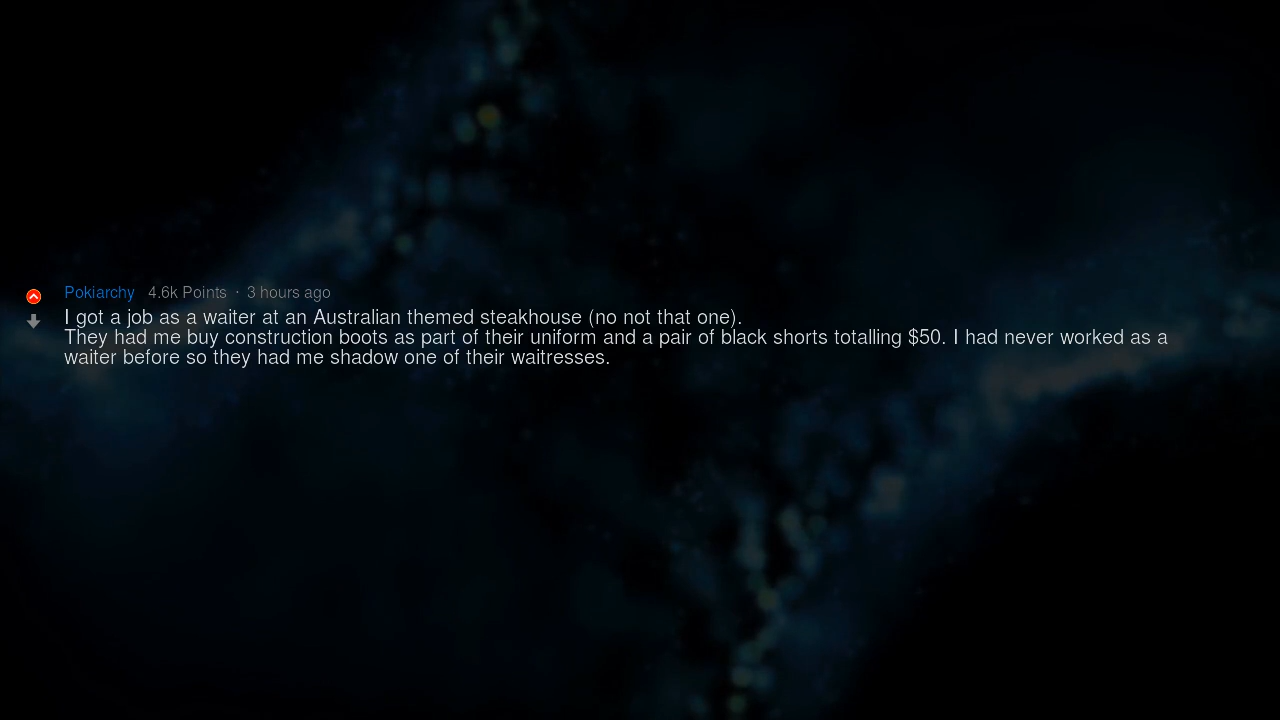 Pokiarchy 4.6k Points · 3 hours ago
I got a job as a waiter at an Australian themed steakhouse (no not that one).
They had me buy construction boots as part of their uniform and a pair of black shorts totalling $50. I had never worked as a
waiter before so they had me shadow one of their waitresses.